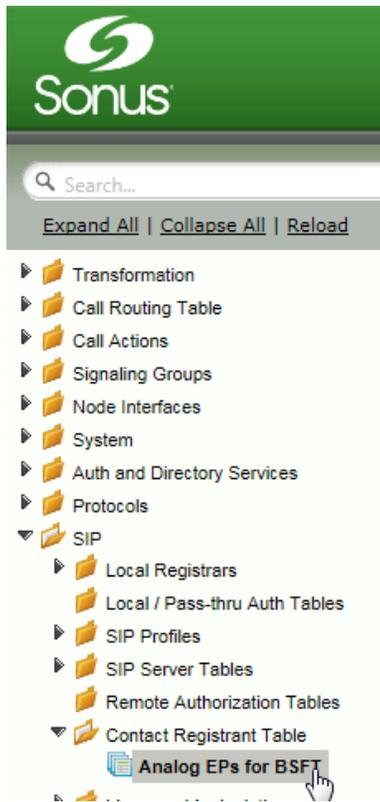 Sonus
Search...
Expand All | Collapse All | Reload
Transformation
Call Routing Table
Call Actions
Signaling Groups
Node Interfaces
System
Auth and Directory Services
Protocols
SIP
Local Registrars
Local / Pass-thru Auth Tables
SIP Profiles
SIP Server Tables
Remote Authorization Tables
Contact Registrant Table
Analog EPs for BSFT